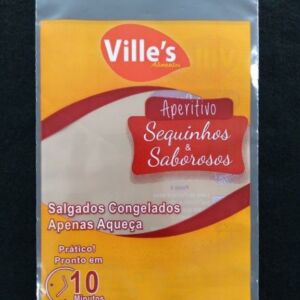 Ville's
Alimentos
Aperitivo
Sequinhos
&
Saborosos
Salgados Congelados
Apenas Aqueça
Prático!
Pronto em
10
Minutos